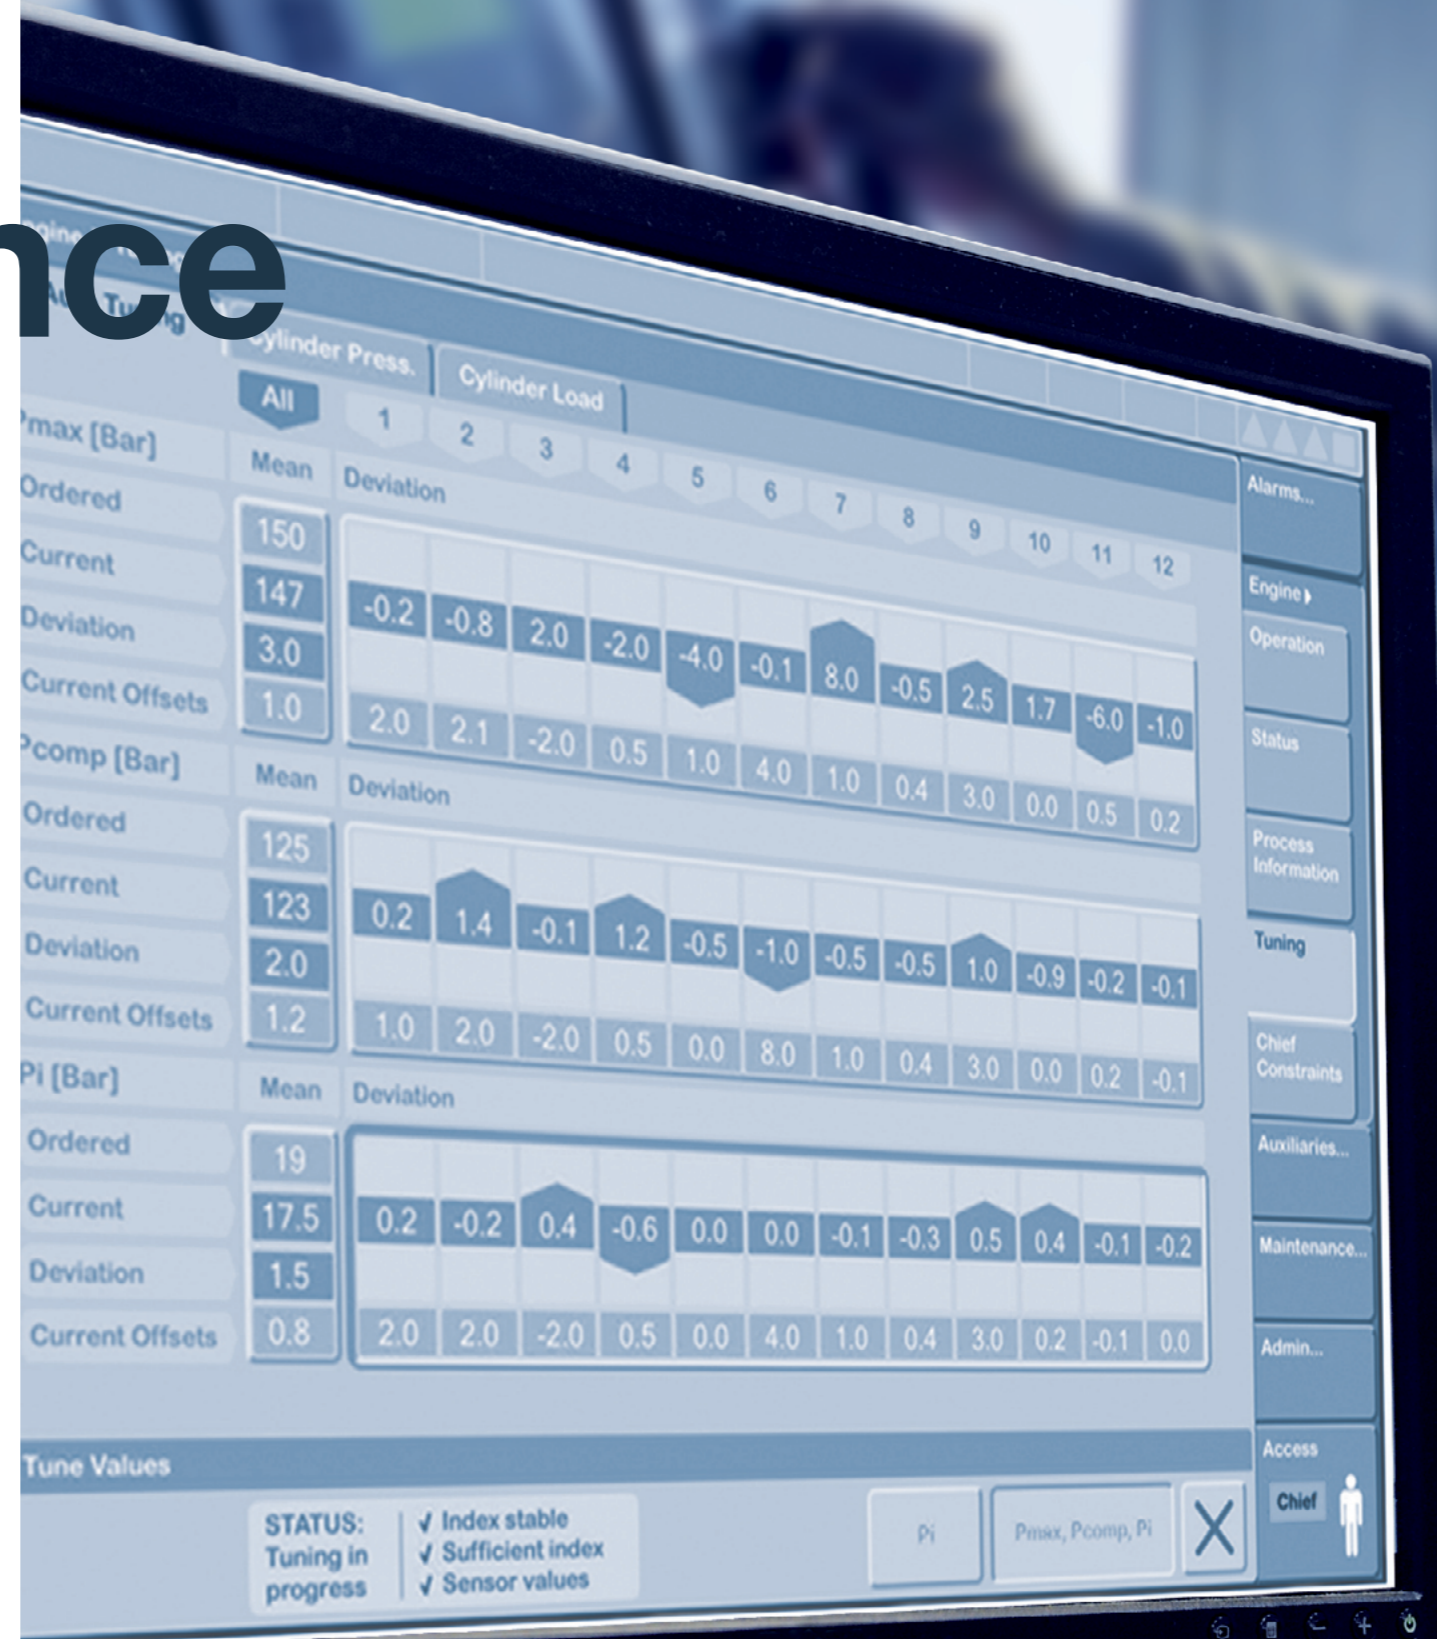 nce
Tuning
Cylinder Press. Cylinder Load
All 1 2 3 4 5 6 7 8 9 10 11 12
Pmax [Bar] Mean Deviation
Ordered 150
Current 147 -0.2 -0.8 2.0 -2.0 -4.0 -0.1 8.0 -0.5 2.5 1.7 -6.0 -1.0
Deviation 3.0
Current Offsets 1.0 2.0 2.1 -2.0 0.5 1.0 4.0 1.0 0.4 3.0 0.0 0.5 0.2
Pcomp [Bar] Mean Deviation
Ordered 125
Current 123 0.2 1.4 -0.1 1.2 -0.5 -1.0 -0.5 -0.5 1.0 -0.9 -0.2 -0.1
Deviation 2.0
Current Offsets 1.2 1.0 2.0 -2.0 0.5 0.0 8.0 1.0 0.4 3.0 0.0 0.2 -0.1
Pi [Bar] Mean Deviation
Ordered 19
Current 17.5 0.2 -0.2 0.4 -0.6 0.0 0.0 -0.1 -0.3 0.5 0.4 -0.1 -0.2
Deviation 1.5
Current Offsets 0.8 2.0 2.0 -2.0 0.5 0.0 4.0 1.0 0.4 3.0 0.2 -0.1 0.0
Tune Values
STATUS:
Tuning in
progress
√ Index stable
√ Sufficient index
√ Sensor values
Pi
Pmax, Pcomp, Pi
Alarms...
Engine
Operation
Status
Process
Information
Tuning
Chief
Constraints
Auxiliaries...
Maintenance...
Admin...
Access
Chief